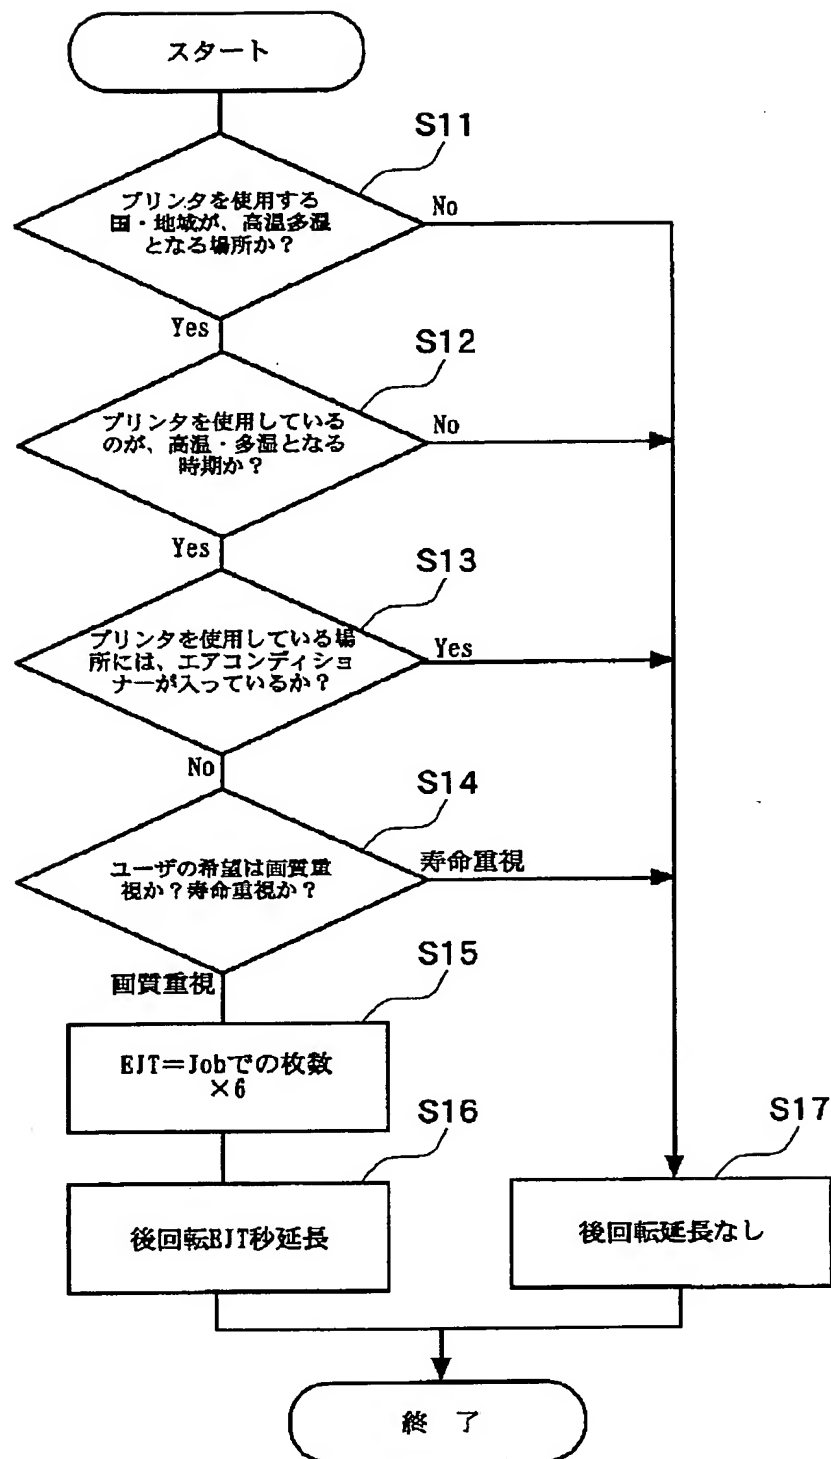 スタート
S11
プリンタを使用する
国・地域が、高温多湿
となる場所か？
No
Yes
S12
プリンタを使用している
のが、高温・多湿となる
時期か？
No
Yes
S13
プリンタを使用している場
所には、エアコンディショ
ナーが入っているか？
Yes
No
S14
ユーザの希望は画質重
視か？寿命重視か？
寿命重視
画質重視
S15
EJT＝Jobでの枚数
×6
S16
後回転EJT秒延長
S17
後回転延長なし
終 了